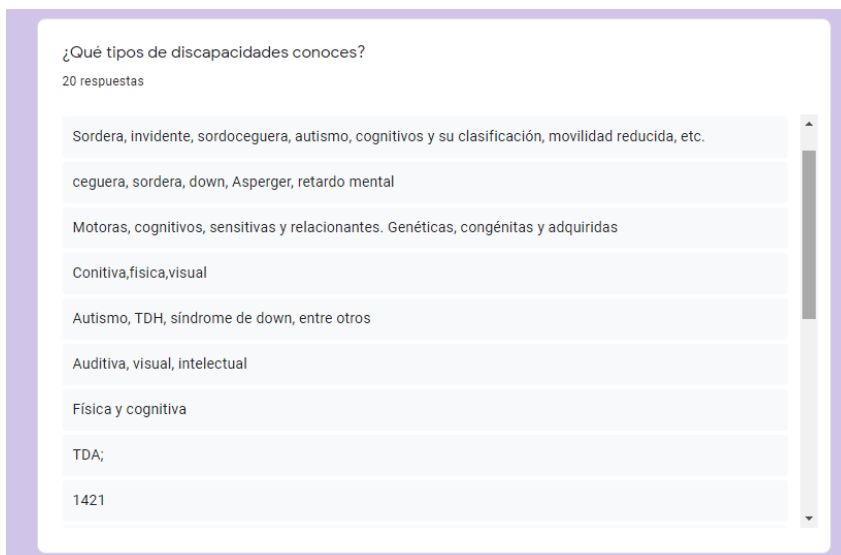 ¿Qué tipos de discapacidades conoces?
20 respuestas
Sordera, invidente, sordoceguera, autismo, cognitivos y su clasificación, movilidad reducida, etc.
ceguera, sordera, down, Asperger, retardo mental
Motoras, cognitivos, sensitivas y relacionantes. Genéticas, congénitas y adquiridas
Conitiva,fisica,visual
Autismo, TDH, síndrome de down, entre otros
Auditiva, visual, intelectual
Física y cognitiva
TDA;
1421